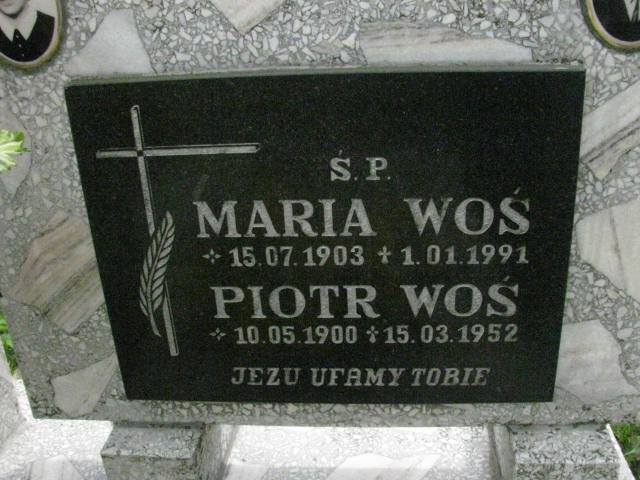 Ś.P.
MARIA WOŚ
✧ 15.07.1903 ✝ 1.01.1991
PIOTR WOŚ
✧ 10.05.1900 ✝ 15.03.1952
JEZU UFAMY TOBIE